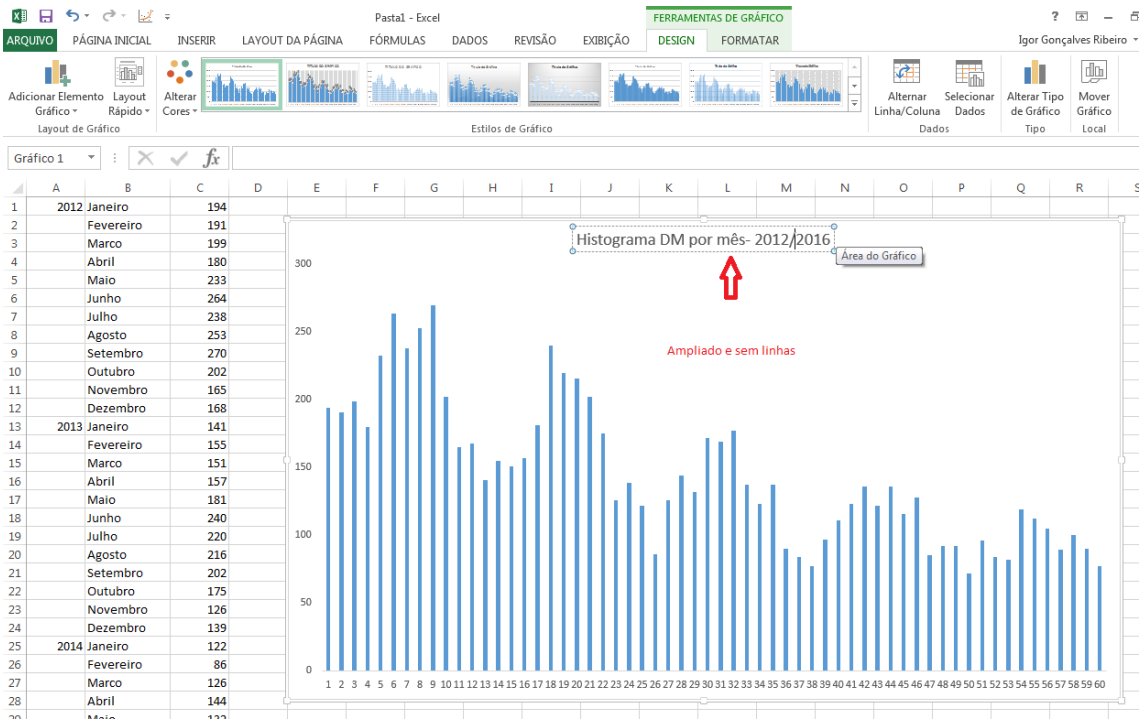 Pasta1 - Excel
FERRAMENTAS DE GRÁFICO
?
ARQUIVO PÁGINA INICIAL INSERIR LAYOUT DA PÁGINA FÓRMULAS DADOS REVISÃO EXIBIÇÃO DESIGN FORMATAR Igor Gonçalves Ribeiro
Adicionar Elemento Gráfico
Layout Rápido
Alterar Cores
Alternar Linha/Coluna
Selecionar Dados
Alterar Tipo de Gráfico
Mover Gráfico
Layout de Gráfico Estilos de Gráfico Dados Tipo Local
Gráfico 1 fx
A B C D E F G H I J K L M N O P Q R S
1 2012 Janeiro 194
2 Fevereiro 191
3 Marco 199
4 Abril 180
5 Maio 233
6 Junho 264
7 Julho 238
8 Agosto 253
9 Setembro 270
10 Outubro 202
11 Novembro 165
12 Dezembro 168
13 2013 Janeiro 141
14 Fevereiro 155
15 Marco 151
16 Abril 157
17 Maio 181
18 Junho 240
19 Julho 220
20 Agosto 216
21 Setembro 202
22 Outubro 175
23 Novembro 126
24 Dezembro 139
25 2014 Janeiro 122
26 Fevereiro 86
27 Marco 126
28 Abril 144
29 Maio 132
Histograma DM por mês- 2012/2016
Área do Gráfico
Ampliado e sem linhas
300
250
200
150
100
50
0
1 2 3 4 5 6 7 8 9 10 11 12 13 14 15 16 17 18 19 20 21 22 23 24 25 26 27 28 29 30 31 32 33 34 35 36 37 38 39 40 41 42 43 44 45 46 47 48 49 50 51 52 53 54 55 56 57 58 59 60